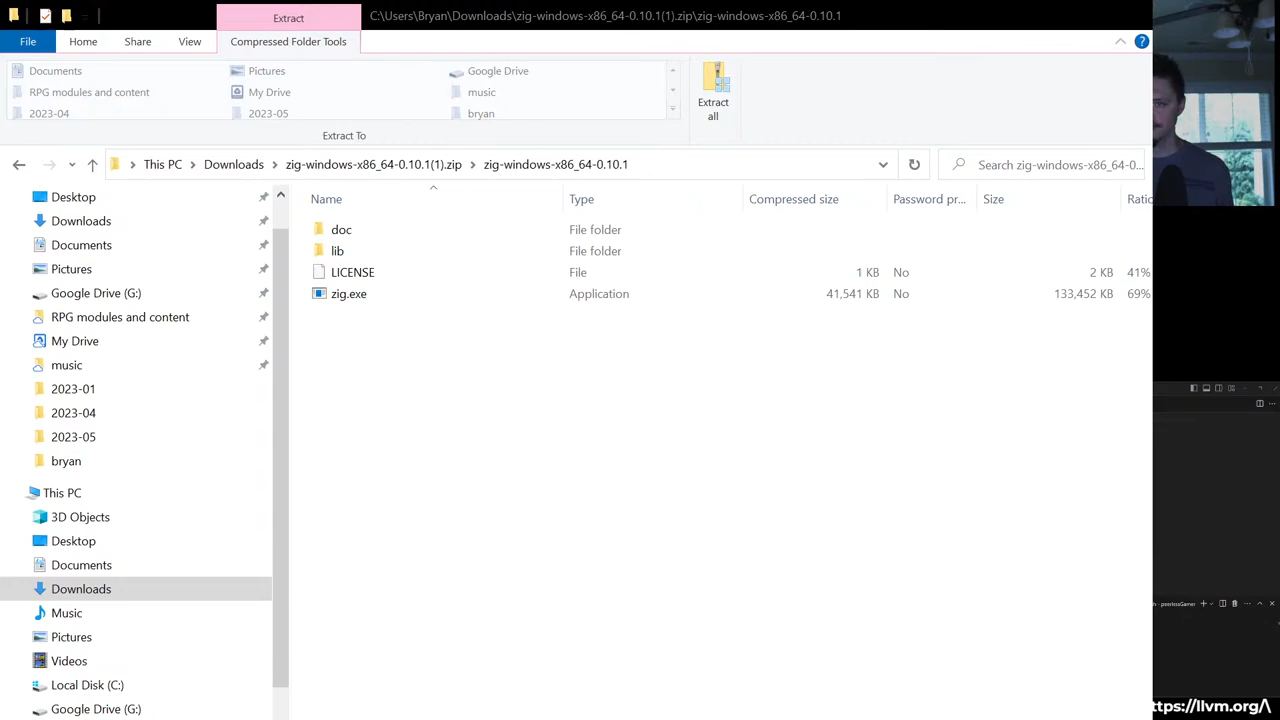 Extract
C:\Users\Bryan\Downloads\zig-windows-x86_64-0.10.1(1).zip\zig-windows-x86_64-0.10.1
File
Home
Share
View
Compressed Folder Tools
Documents
Pictures
Google Drive
RPG modules and content
My Drive
music
2023-04
2023-05
bryan
Extract
all
Extract To
This PC
Downloads
zig-windows-x86_64-0.10.1(1).zip
zig-windows-x86_64-0.10.1
Search zig-windows-x86_64-0...
Name
Type
Compressed size
Password pr...
Size
Ratio
doc
File folder
lib
File folder
LICENSE
File
1 KB
No
2 KB
41%
zig.exe
Application
41,541 KB
No
133,452 KB
69%
Desktop
Downloads
Documents
Pictures
Google Drive (G:)
RPG modules and content
My Drive
music
2023-01
2023-04
2023-05
bryan
This PC
3D Objects
Desktop
Documents
Downloads
Music
Pictures
Videos
Local Disk (C:)
Google Drive (G:)
ttps://llvm.org/\